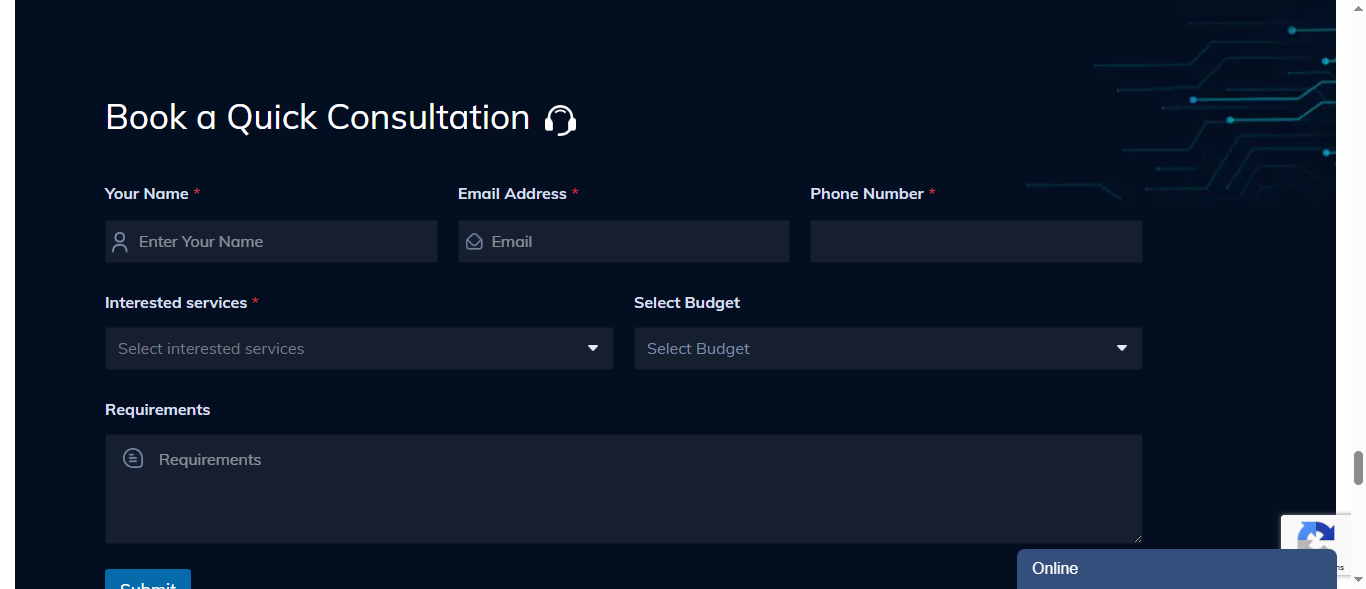 Book a Quick Consultation
Your Name * Email Address * Phone Number *
Enter Your Name Email
Interested services * Select Budget
Select interested services Select Budget
Requirements
Requirements
Submit
Online